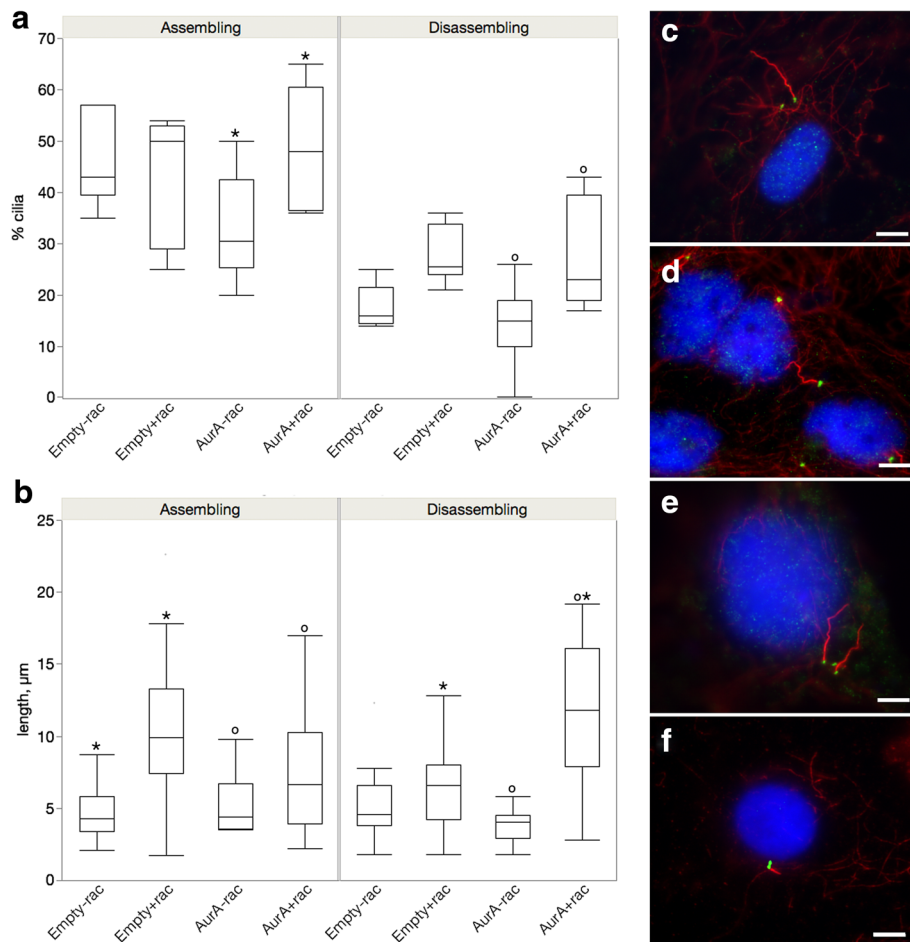 a
Assembling Disassembling
70
60
50
40
30
20
10
0
% cilia
* * o o
Empty-rac Empty+rac AurA-rac AurA+rac Empty-rac Empty+rac AurA-rac AurA+rac
b
Assembling Disassembling
25
20
15
10
5
0
length, µm
* * o o * o o*
Empty-rac Empty+rac AurA-rac AurA+rac Empty-rac Empty+rac AurA-rac AurA+rac
c
d
e
f